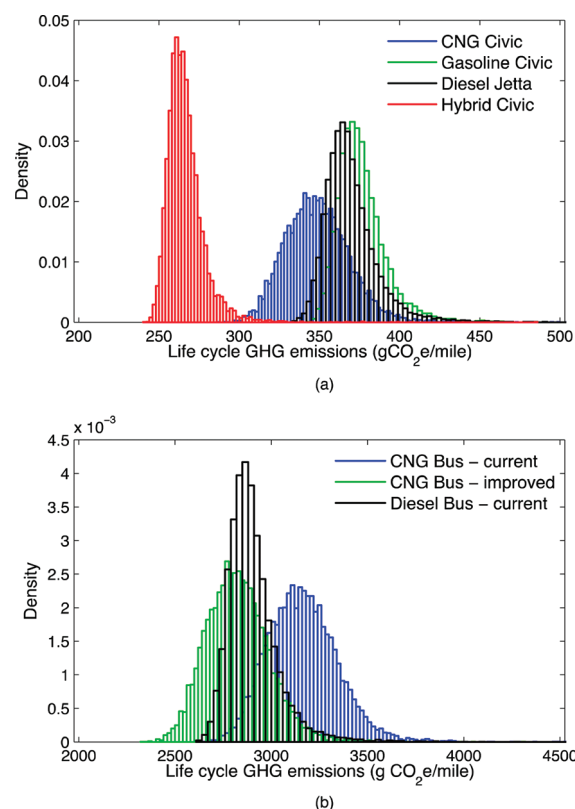 0.05
0.04
0.03
0.02
0.01
0
Density
CNG Civic
Gasoline Civic
Diesel Jetta
Hybrid Civic
200 250 300 350 400 450 500
Life cycle GHG emissions (gCO₂e/mile)
(a)
x 10⁻³
4.5
4
3.5
3
2.5
2
1.5
1
0.5
0
Density
CNG Bus – current
CNG Bus – improved
Diesel Bus – current
2000 2500 3000 3500 4000 4500
Life cycle GHG emissions (g CO₂e/mile)
(b)